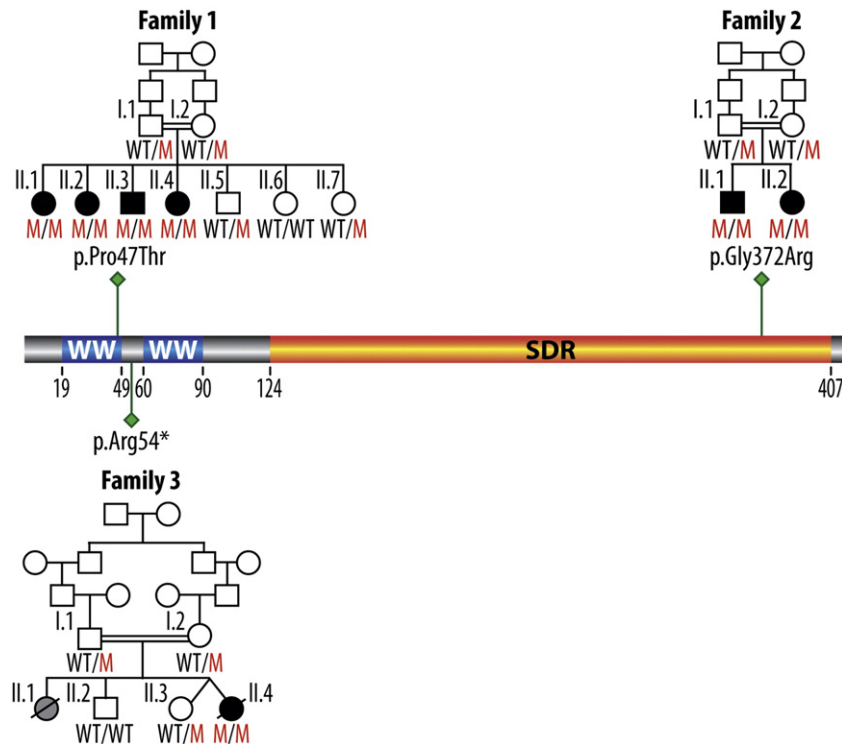 Family 1
Family 2
I.1 I.2
I.1 I.2
WT/M WT/M
WT/M WT/M
II.1 II.2 II.3 II.4 II.5 II.6 II.7
II.1 II.2
M/M M/M M/M M/M WT/M WT/WT WT/M
M/M M/M
p.Pro47Thr
p.Gly372Arg
WW WW SDR
19 49 60 90 124 407
p.Arg54*
Family 3
I.1 I.2
WT/M WT/M
II.1 II.2 II.3 II.4
WT/WT WT/M M/M